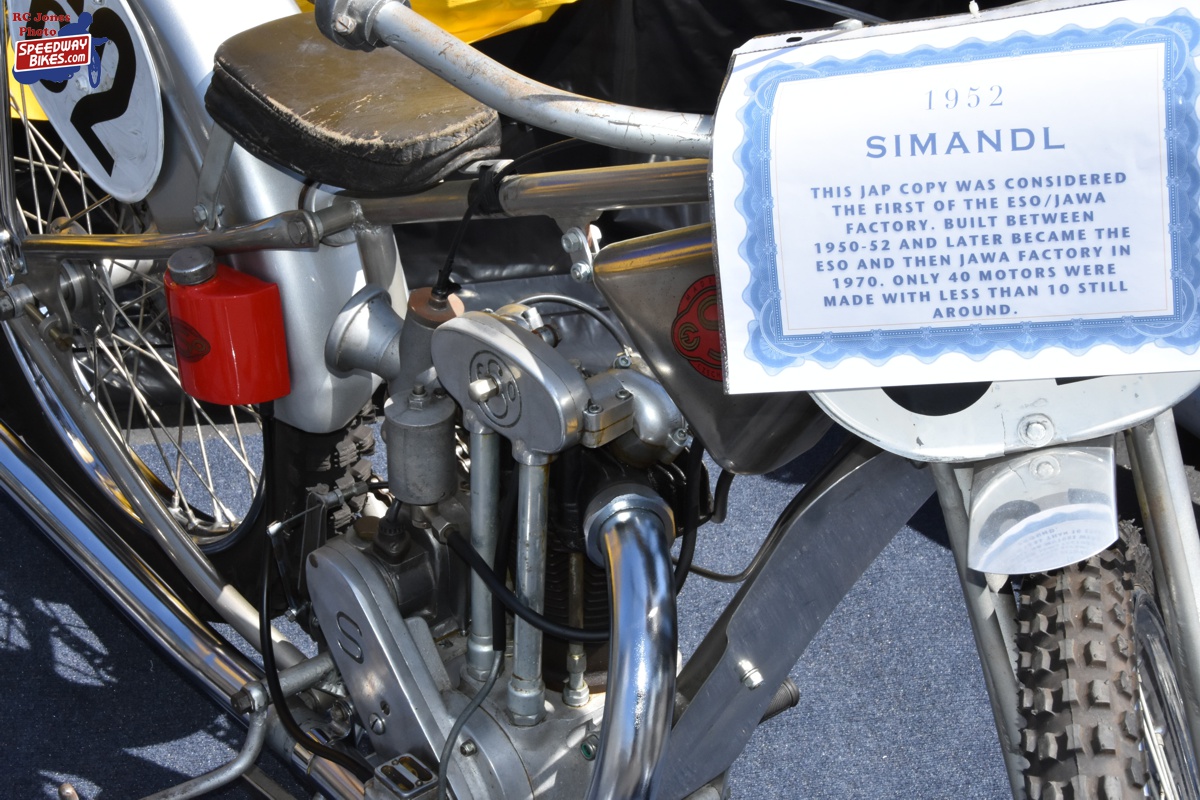 RC Jones
Photo
SPEEDWAY
BIKES.com
2
1952
SIMANDL
THIS JAP COPY WAS CONSIDERED
THE FIRST OF THE ESO/JAWA
FACTORY. BUILT BETWEEN
1950-52 AND LATER BECAME THE
ESO AND THEN JAWA FACTORY IN
1970. ONLY 40 MOTORS WERE
MADE WITH LESS THAN 10 STILL
AROUND.
S